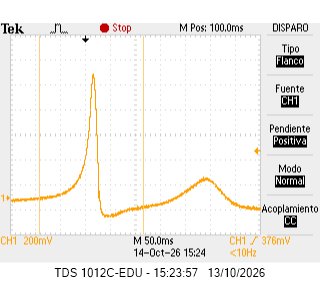 Tek Stop M Pos: 100.0ms DISPARO
Tipo
Flanco
Fuente
CH1
Pendiente
Positiva
Modo
Normal
Acoplamiento
CC
1
CH1 200mV M 50.0ms CH1 376mV
14-Oct-26 15:24 <10Hz
TDS 1012C-EDU - 15:23:57 13/10/2026